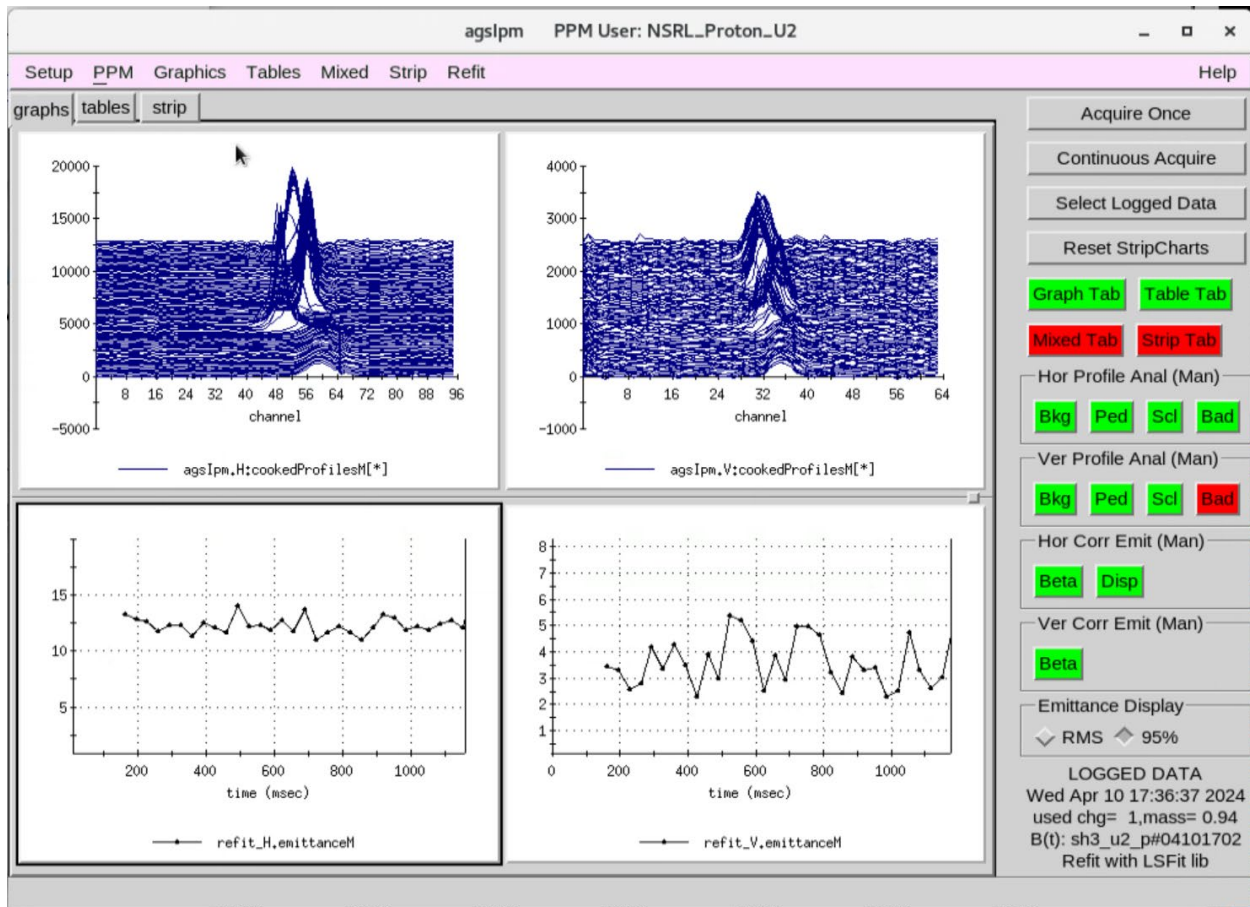 agsIpm PPM User: NSRL_Proton_U2
Setup PPM Graphics Tables Mixed Strip Refit Help
graphs tables strip
20000
15000
10000
5000
0
-5000
8 16 24 32 40 48 56 64 72 80 88 96
channel
agsIpm.H:cookedProfilesM[*]
4000
3000
2000
1000
0
-1000
8 16 24 32 40 48 56 64
channel
agsIpm.V:cookedProfilesM[*]
15
10
5
200 400 600 800 1000
time (msec)
refit_H.emittanceM
8
7
6
5
4
3
2
1
0 200 400 600 800 1000
time (msec)
refit_V.emittanceM
Acquire Once
Continuous Acquire
Select Logged Data
Reset StripCharts
Graph Tab Table Tab
Mixed Tab Strip Tab
Hor Profile Anal (Man)
Bkg Ped Scl Bad
Ver Profile Anal (Man)
Bkg Ped Scl Bad
Hor Corr Emit (Man)
Beta Disp
Ver Corr Emit (Man)
Beta
Emittance Display
RMS 95%
LOGGED DATA
Wed Apr 10 17:36:37 2024
used chg= 1,mass= 0.94
B(t): sh3_u2_p#04101702
Refit with LSFit lib